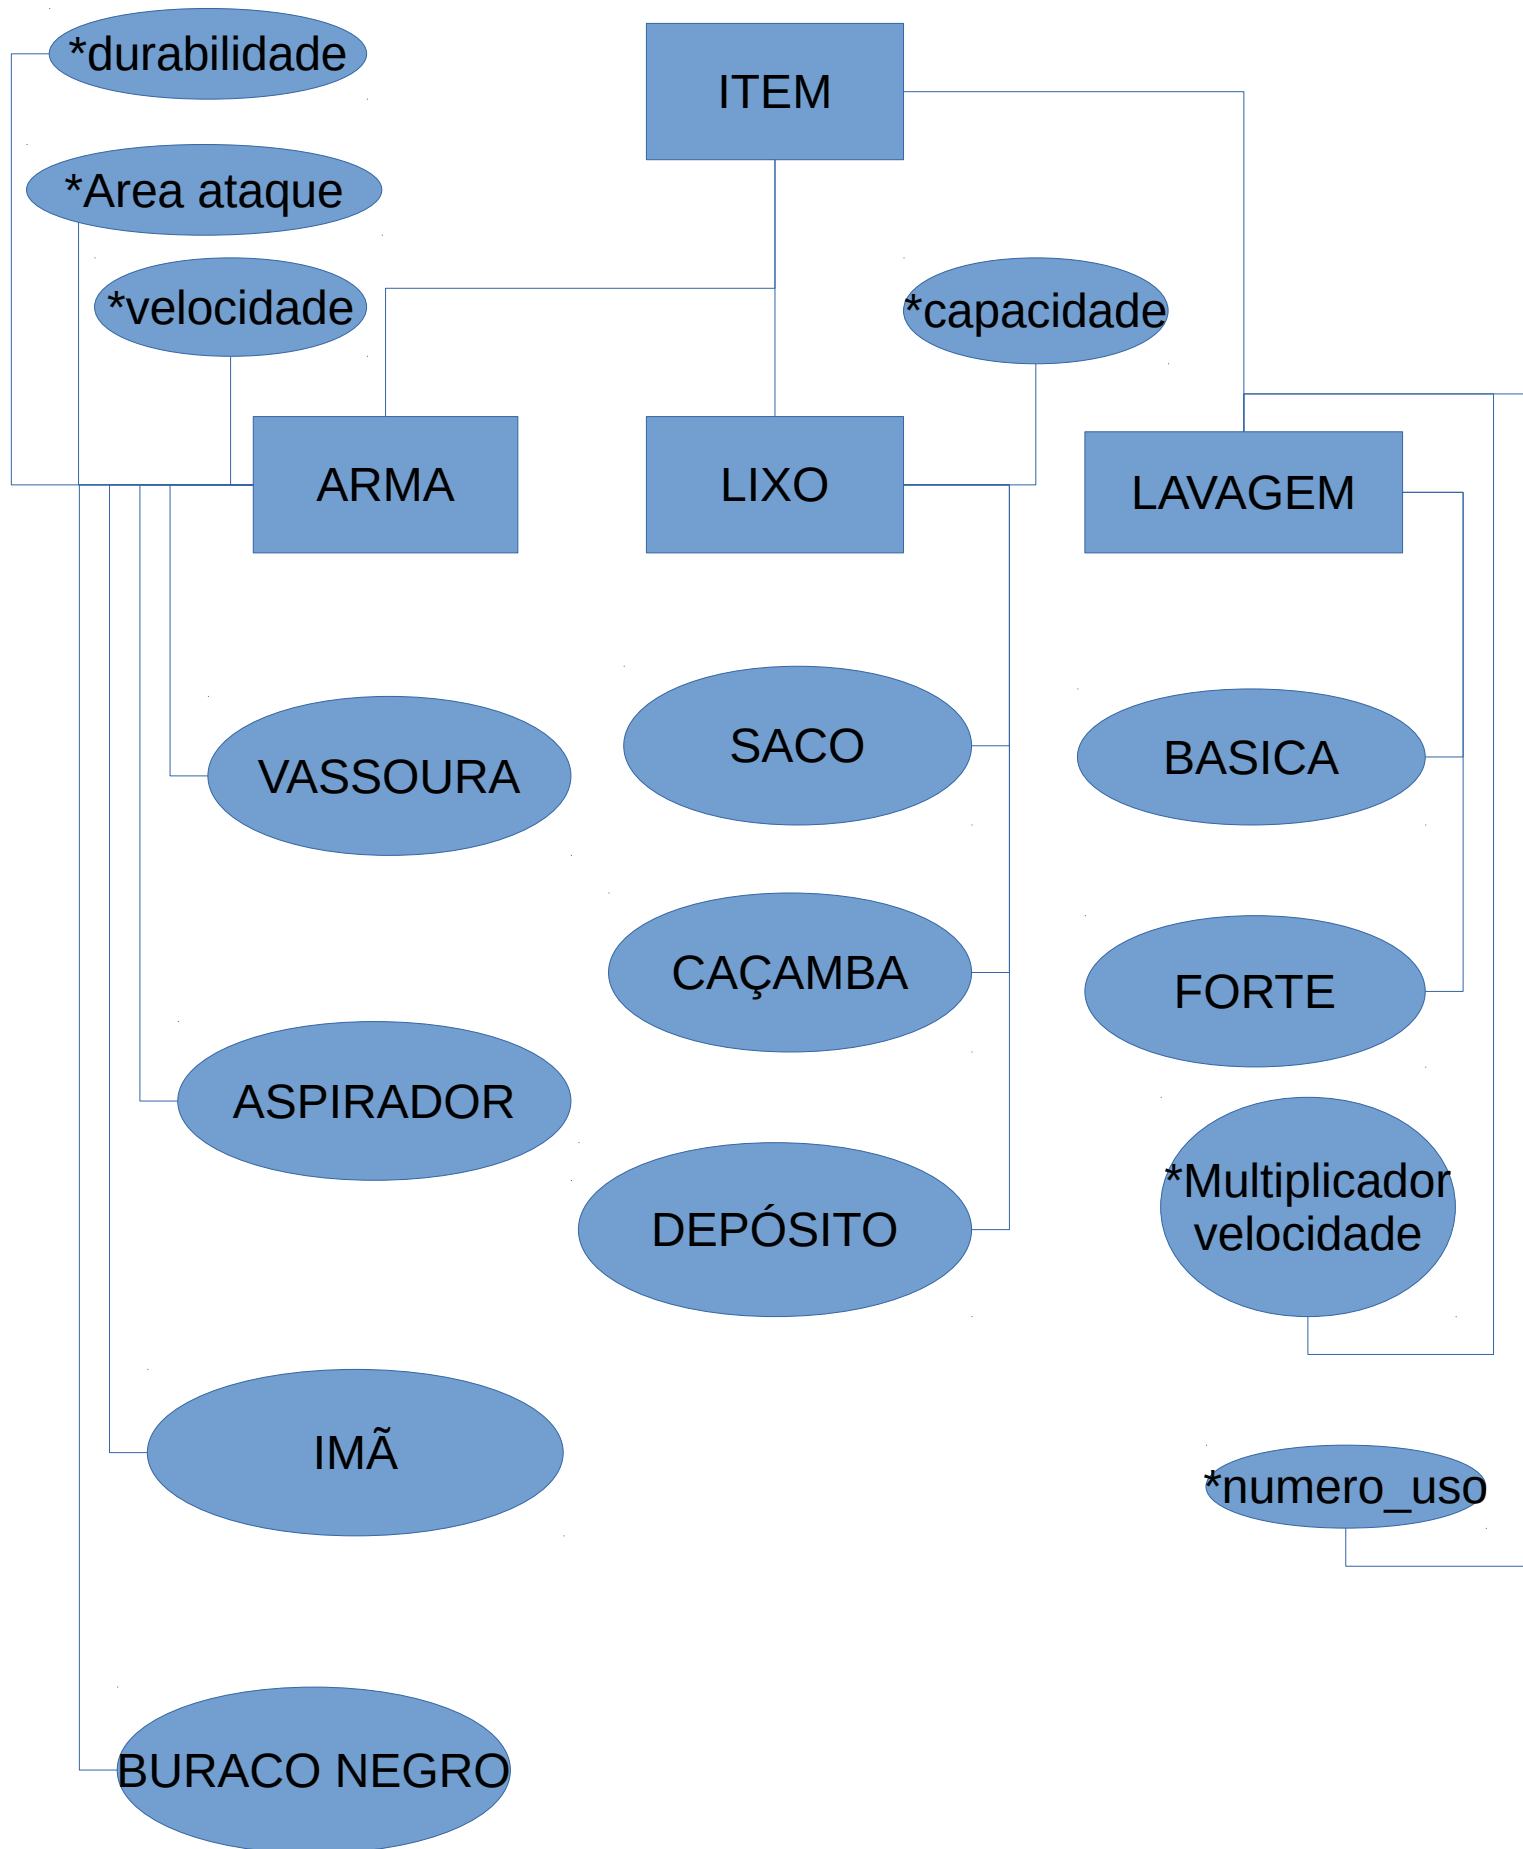 *durabilidade
ITEM
*Area ataque
*velocidade
*capacidade
ARMA
LIXO
LAVAGEM
VASSOURA
SACO
BASICA
CAÇAMBA
FORTE
ASPIRADOR
DEPÓSITO
*Multiplicador
velocidade
IMÃ
*numero_uso
BURACO NEGRO